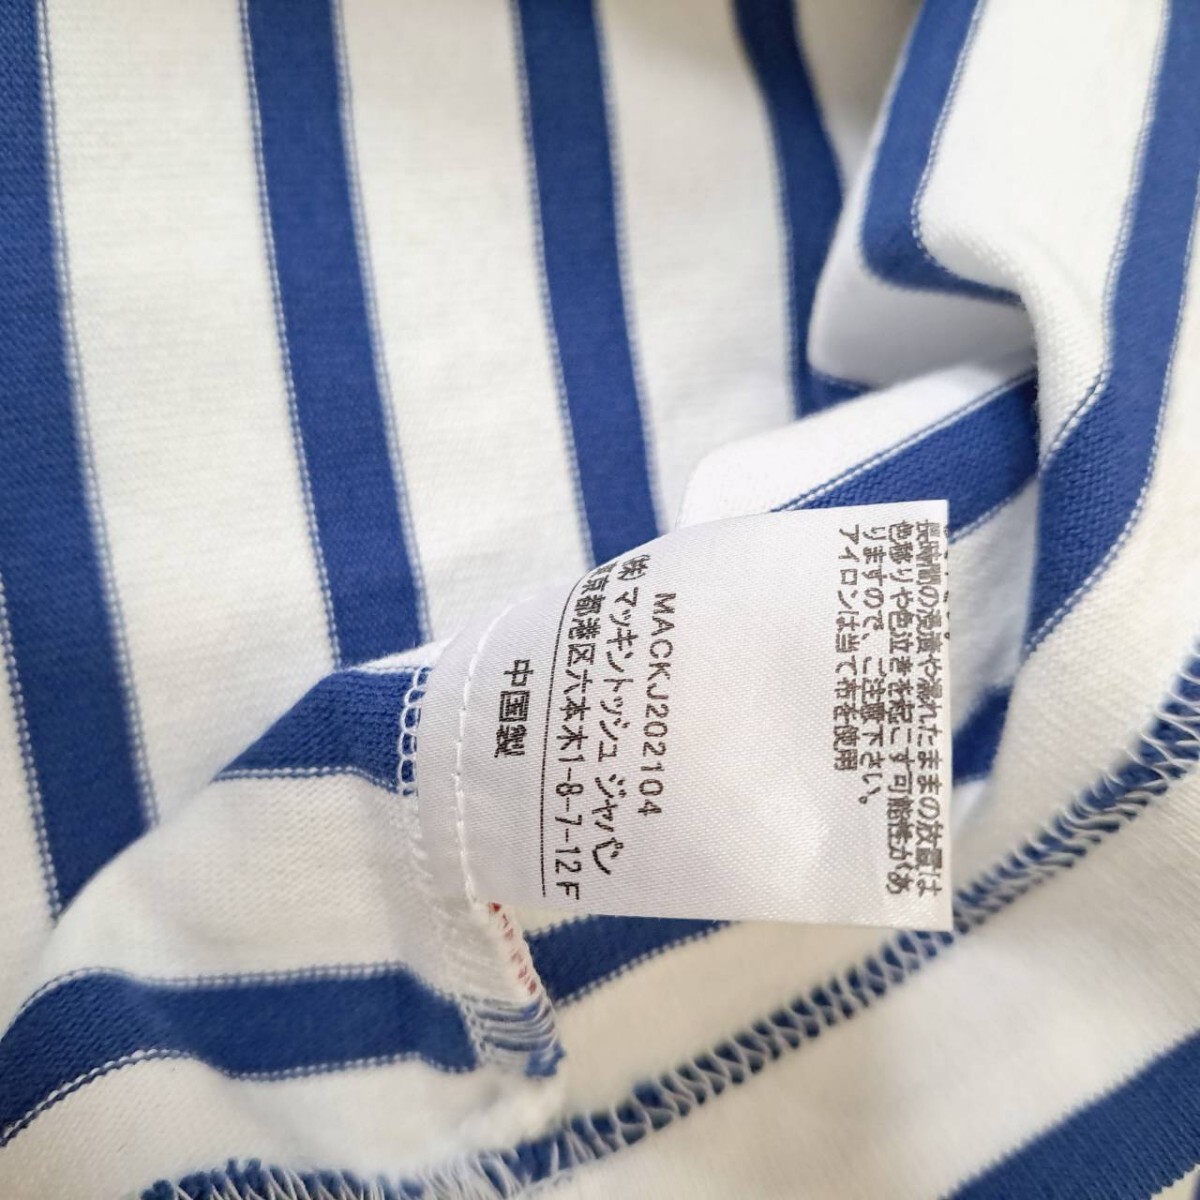 長時間の浸漬や濡れたままの放置は
色移りや色泣きを起こす可能性があ
りますので、ご注意下さい。
アイロンは当て布を使用
MACKJ202104
(株)マッキントッシュ ジャパン
東京都港区六本木1-8-7-12F
中国製